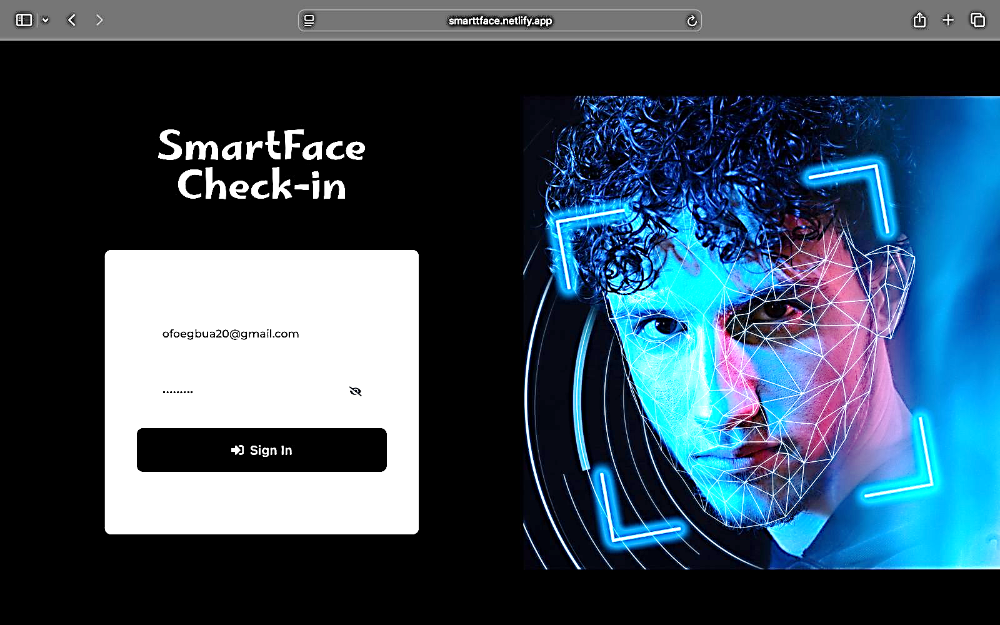 smarttface.netlify.app
SmartFace
Check-in
ofoegbua20@gmail.com
•••••••••
Sign In